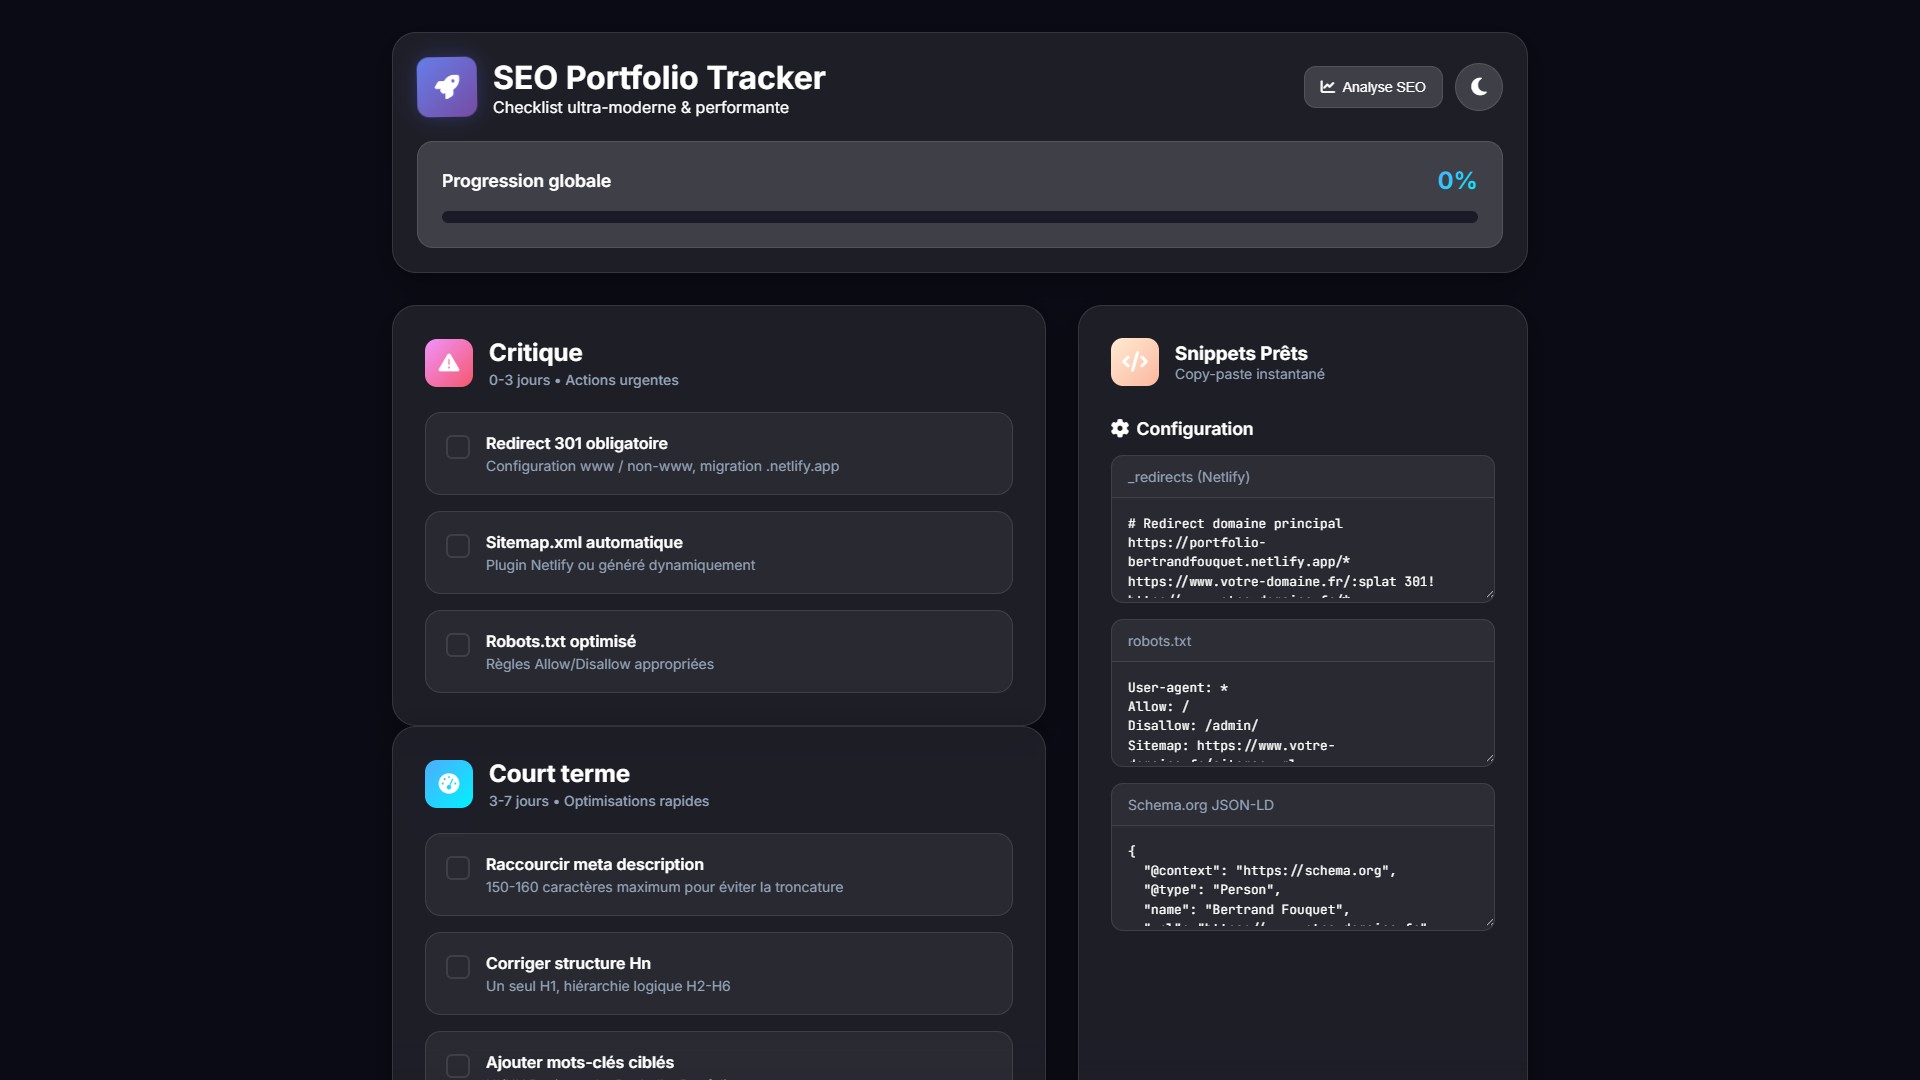 SEO Portfolio Tracker
Checklist ultra-moderne & performante
Analyse SEO
Progression globale
0%
Critique
0-3 jours • Actions urgentes
Redirect 301 obligatoire
Configuration www / non-www, migration .netlify.app
Sitemap.xml automatique
Plugin Netlify ou généré dynamiquement
Robots.txt optimisé
Règles Allow/Disallow appropriées
Court terme
3-7 jours • Optimisations rapides
Raccourcir meta description
150-160 caractères maximum pour éviter la troncature
Corriger structure Hn
Un seul H1, hiérarchie logique H2-H6
Ajouter mots-clés ciblés
Snippets Prêts
Copy-paste instantané
Configuration
_redirects (Netlify)
# Redirect domaine principal
https://portfolio-
bertrandfouquet.netlify.app/*
https://www.votre-domaine.fr/:splat 301!
robots.txt
User-agent: *
Allow: /
Disallow: /admin/
Sitemap: https://www.votre-
Schema.org JSON-LD
{
"@context": "https://schema.org",
"@type": "Person",
"name": "Bertrand Fouquet",